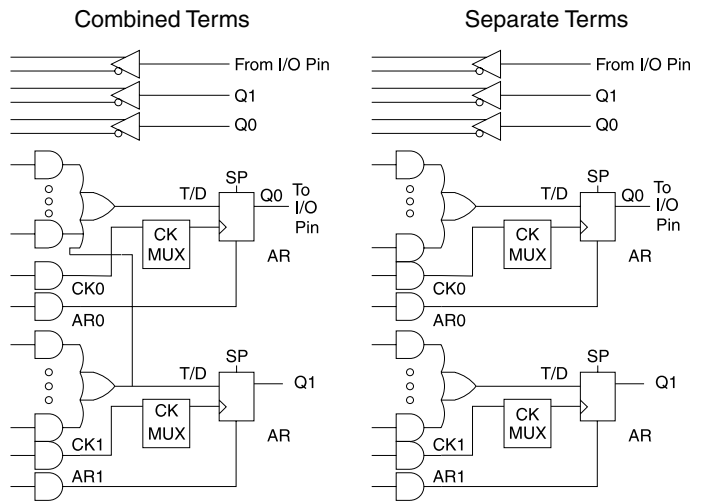 Combined Terms
From I/O Pin
Q1
Q0
SP
T/D
Q0
To
I/O
Pin
CK
MUX
AR
CK0
AR0
SP
T/D
Q1
CK
MUX
AR
CK1
AR1
Separate Terms
From I/O Pin
Q1
Q0
SP
T/D
Q0
To
I/O
Pin
CK
MUX
AR
CK0
AR0
SP
T/D
Q1
CK
MUX
AR
CK1
AR1